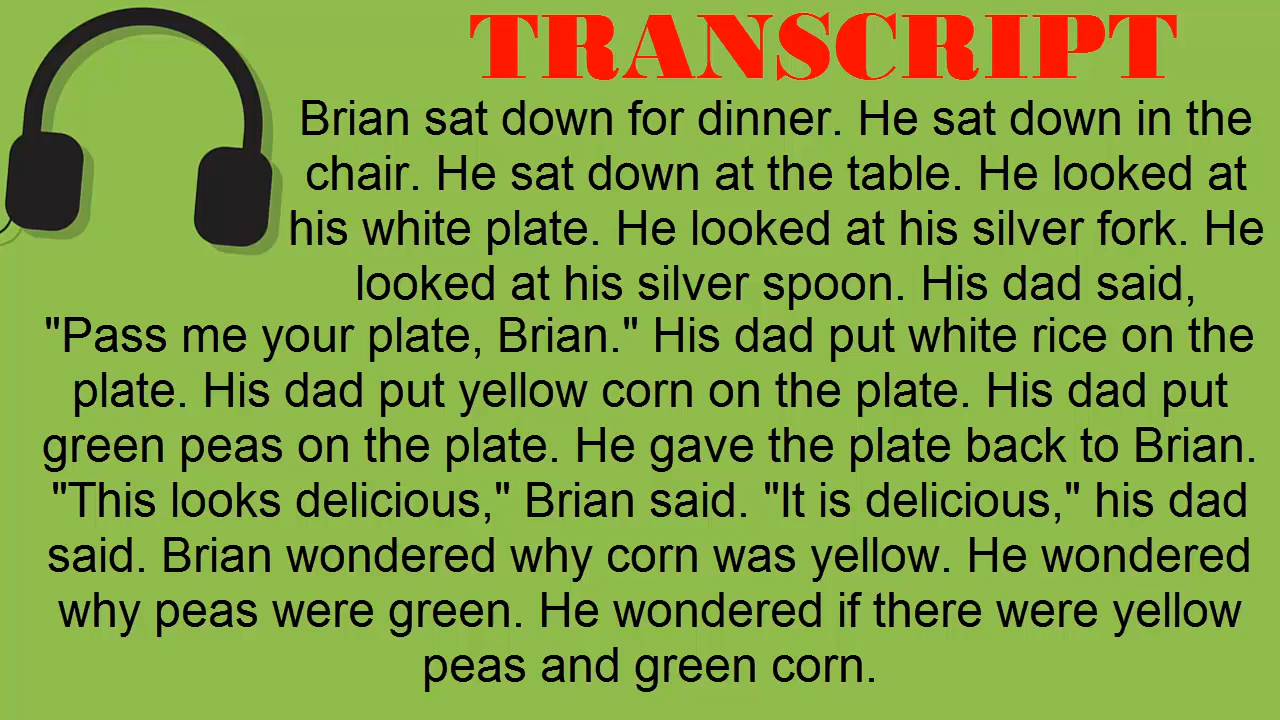 TRANSCRIPT
Brian sat down for dinner. He sat down in the
chair. He sat down at the table. He looked at
his white plate. He looked at his silver fork. He
looked at his silver spoon. His dad said,
"Pass me your plate, Brian." His dad put white rice on the
plate. His dad put yellow corn on the plate. His dad put
green peas on the plate. He gave the plate back to Brian.
"This looks delicious," Brian said. "It is delicious," his dad
said. Brian wondered why corn was yellow. He wondered
why peas were green. He wondered if there were yellow
peas and green corn.